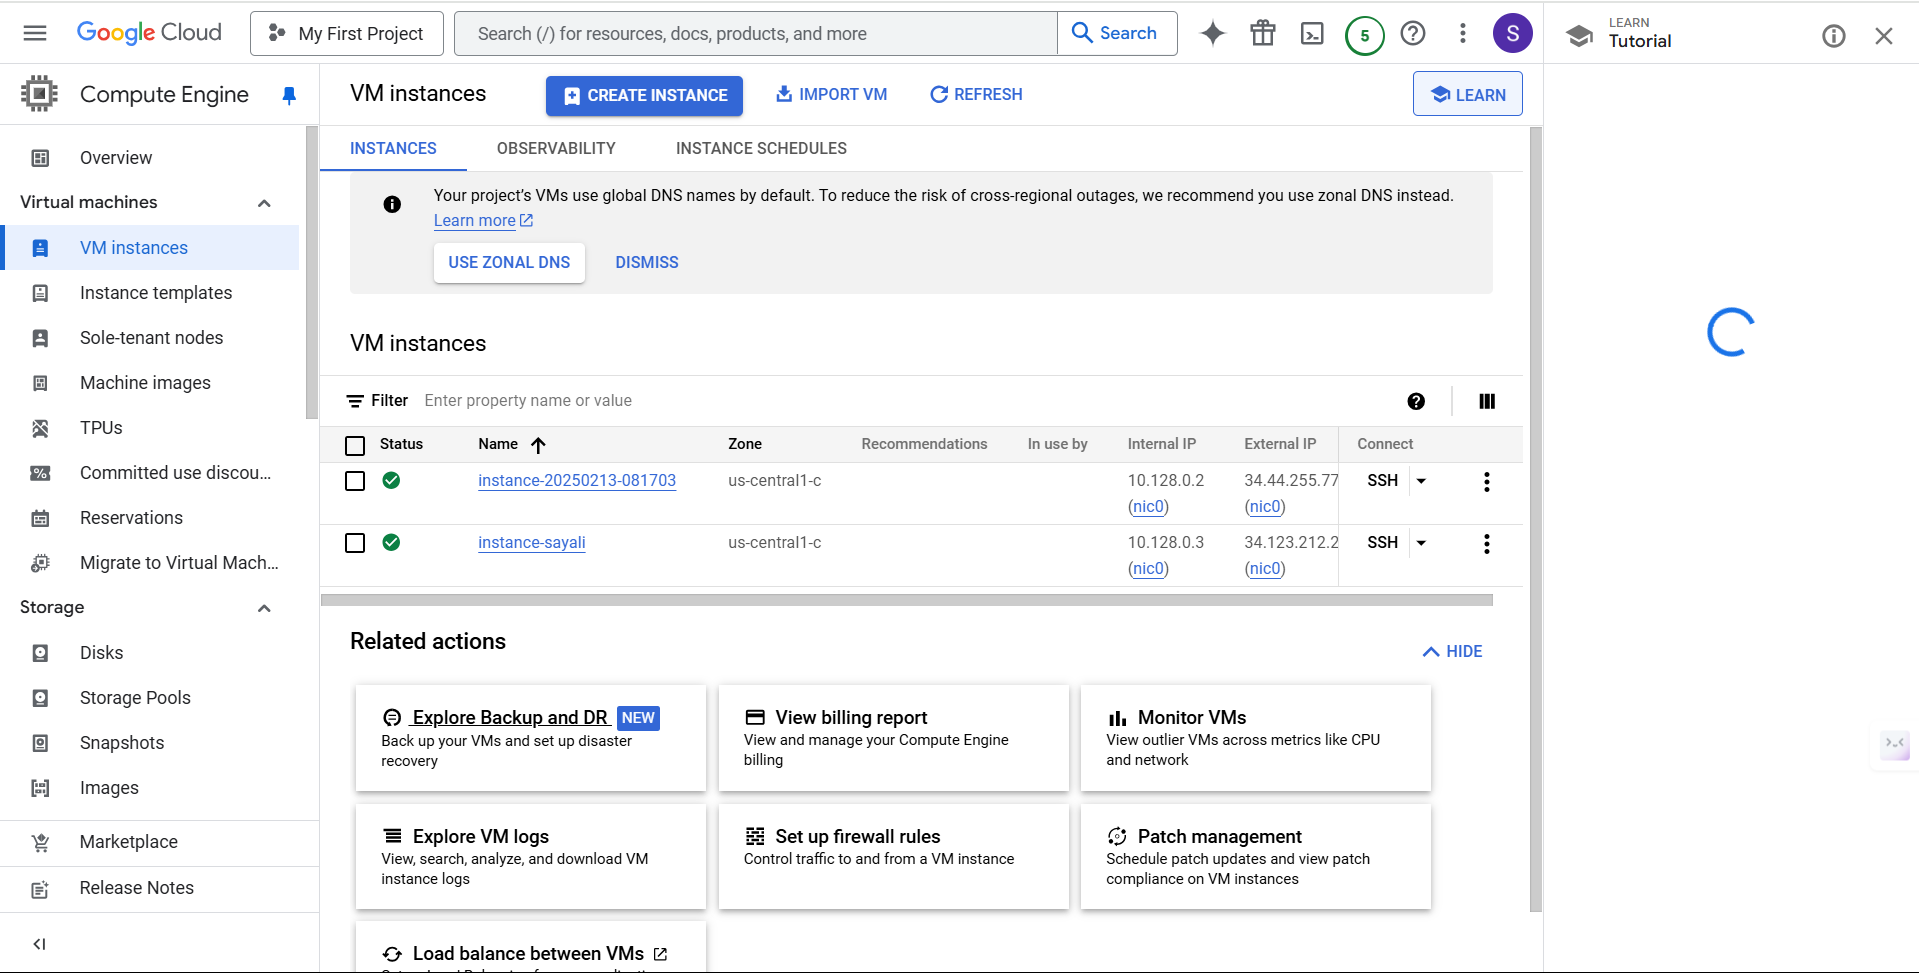 Google Cloud
My First Project
Search (/) for resources, docs, products, and more
Search
5
S
LEARN
Tutorial
Compute Engine
Overview
Virtual machines
VM instances
Instance templates
Sole-tenant nodes
Machine images
TPUs
Committed use discou...
Reservations
Migrate to Virtual Mach...
Storage
Disks
Storage Pools
Snapshots
Images
Marketplace
Release Notes
VM instances
CREATE INSTANCE
IMPORT VM
REFRESH
LEARN
INSTANCES
OBSERVABILITY
INSTANCE SCHEDULES
Your project's VMs use global DNS names by default. To reduce the risk of cross-regional outages, we recommend you use zonal DNS instead.
Learn more
USE ZONAL DNS
DISMISS
VM instances
Filter Enter property name or value
Status Name Zone Recommendations In use by Internal IP External IP Connect
instance-20250213-081703 us-central1-c 10.128.0.2 34.44.255.77 SSH
(nic0) (nic0)
instance-sayali us-central1-c 10.128.0.3 34.123.212.2 SSH
(nic0) (nic0)
Related actions
HIDE
Explore Backup and DR NEW
Back up your VMs and set up disaster
recovery
View billing report
View and manage your Compute Engine
billing
Monitor VMs
View outlier VMs across metrics like CPU
and network
Explore VM logs
View, search, analyze, and download VM
instance logs
Set up firewall rules
Control traffic to and from a VM instance
Patch management
Schedule patch updates and view patch
compliance on VM instances
Load balance between VMs